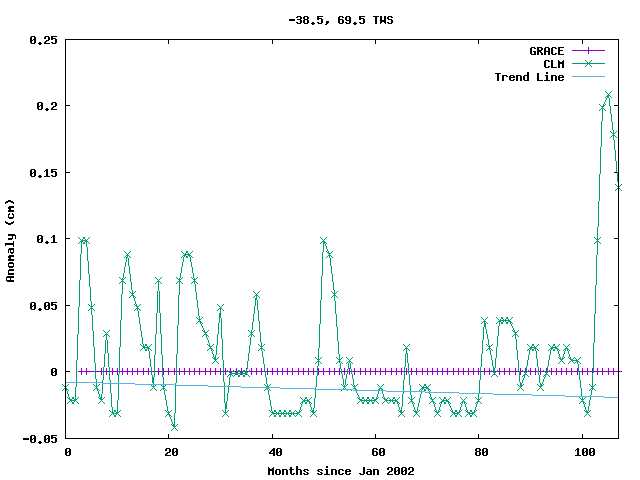 -38.5, 69.5 TWS
GRACE
CLM
Trend Line
0.25
0.2
0.15
0.1
0.05
0
-0.05
Anomaly (cm)
0 20 40 60 80 100
Months since Jan 2002